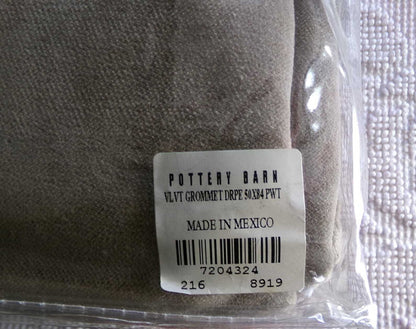 POTTERY BARN
VLVT GROMMET DRPE 50X84 PWT
MADE IN MEXICO
7204324
216 8919